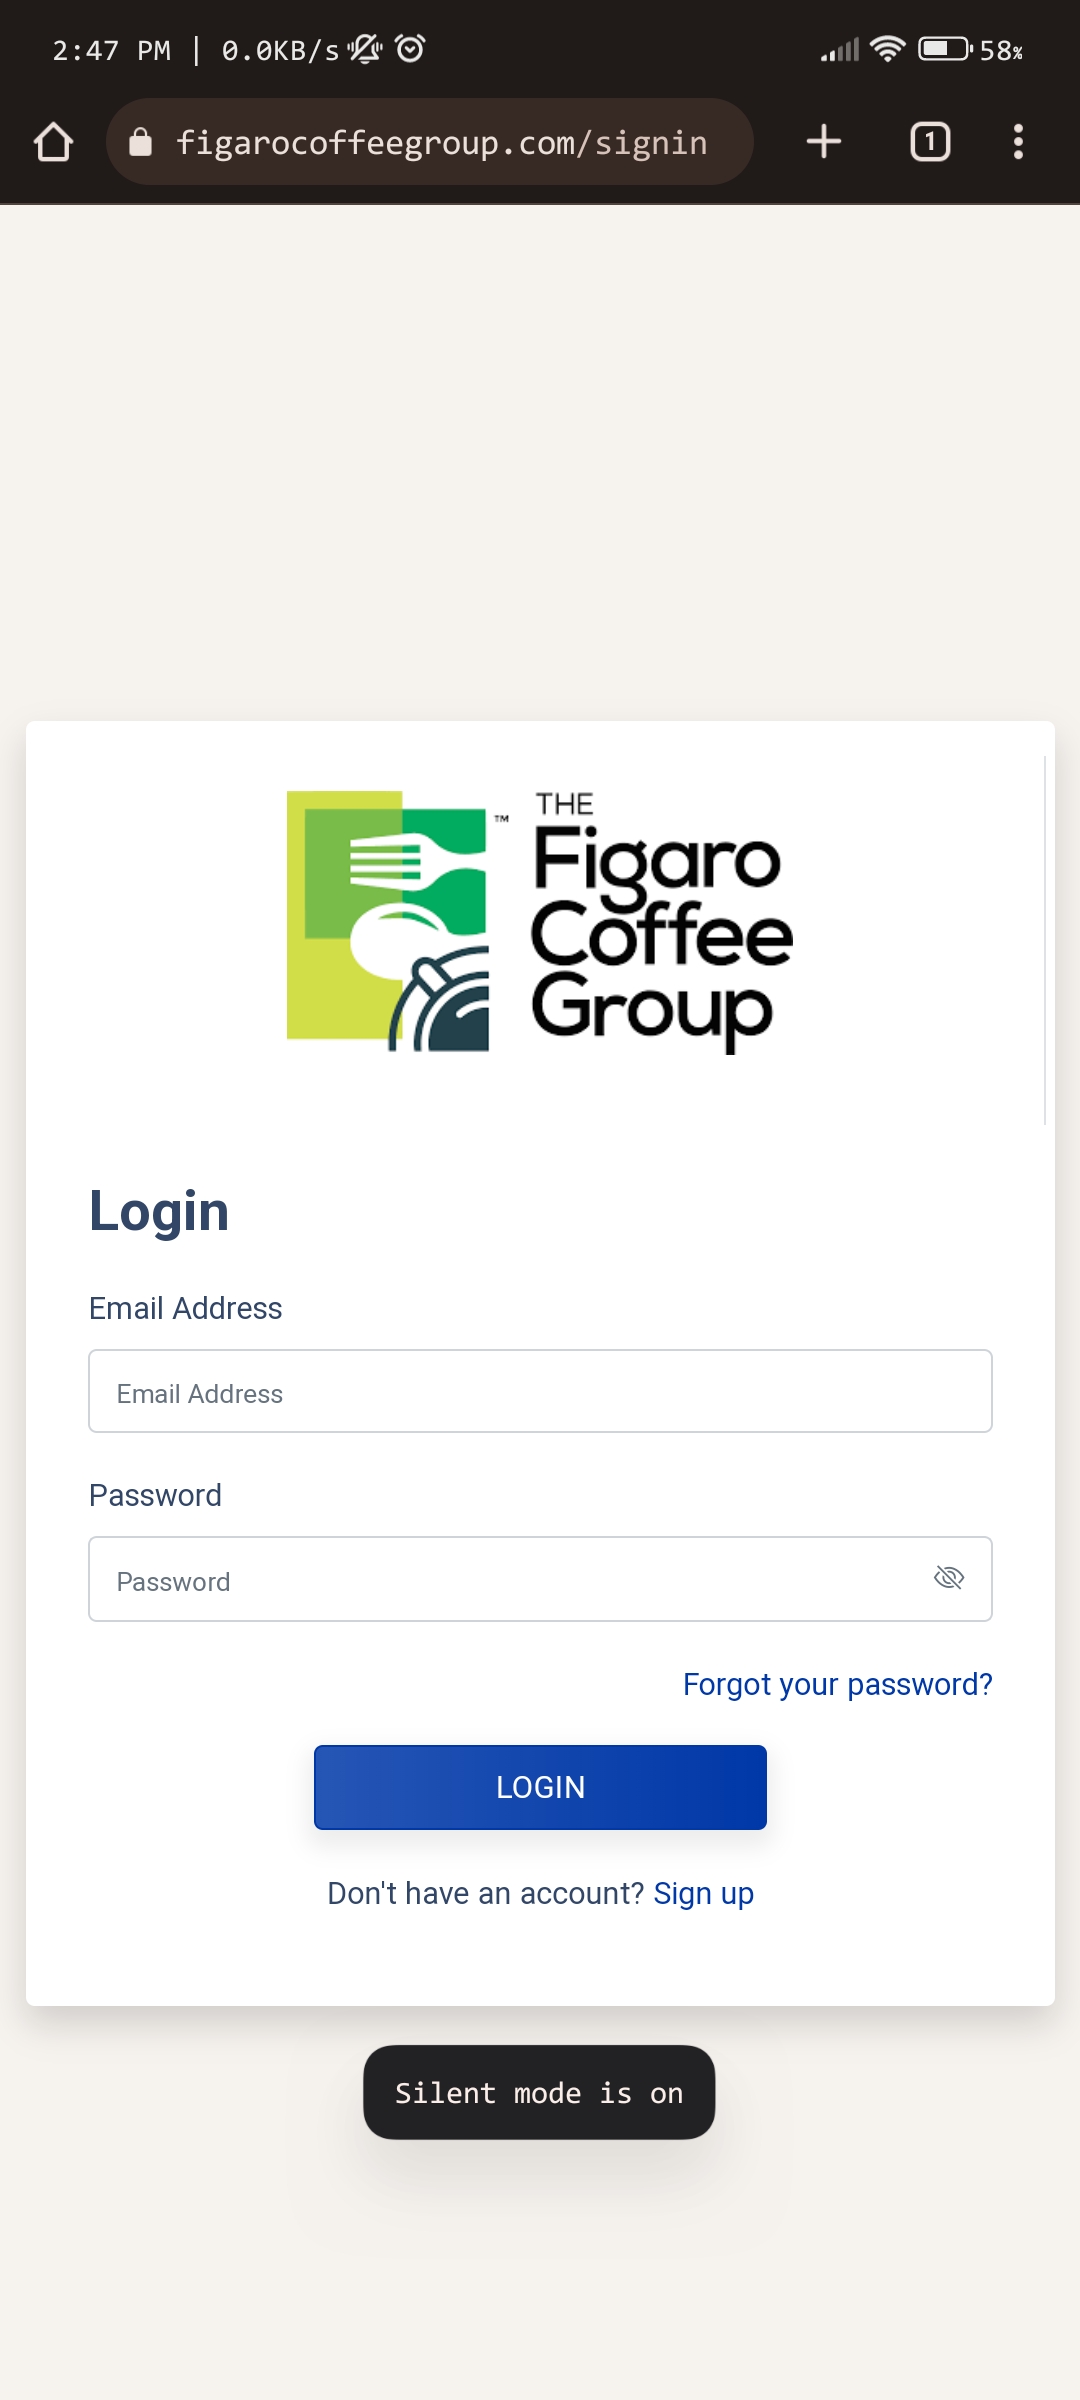 2:47 PM | 0.0KB/s 58%
figarocoffeegroup.com/signin 1
THE
Figaro
Coffee
Group
TM
Login
Email Address
Email Address
Password
Password
Forgot your password?
LOGIN
Don't have an account? Sign up
Silent mode is on